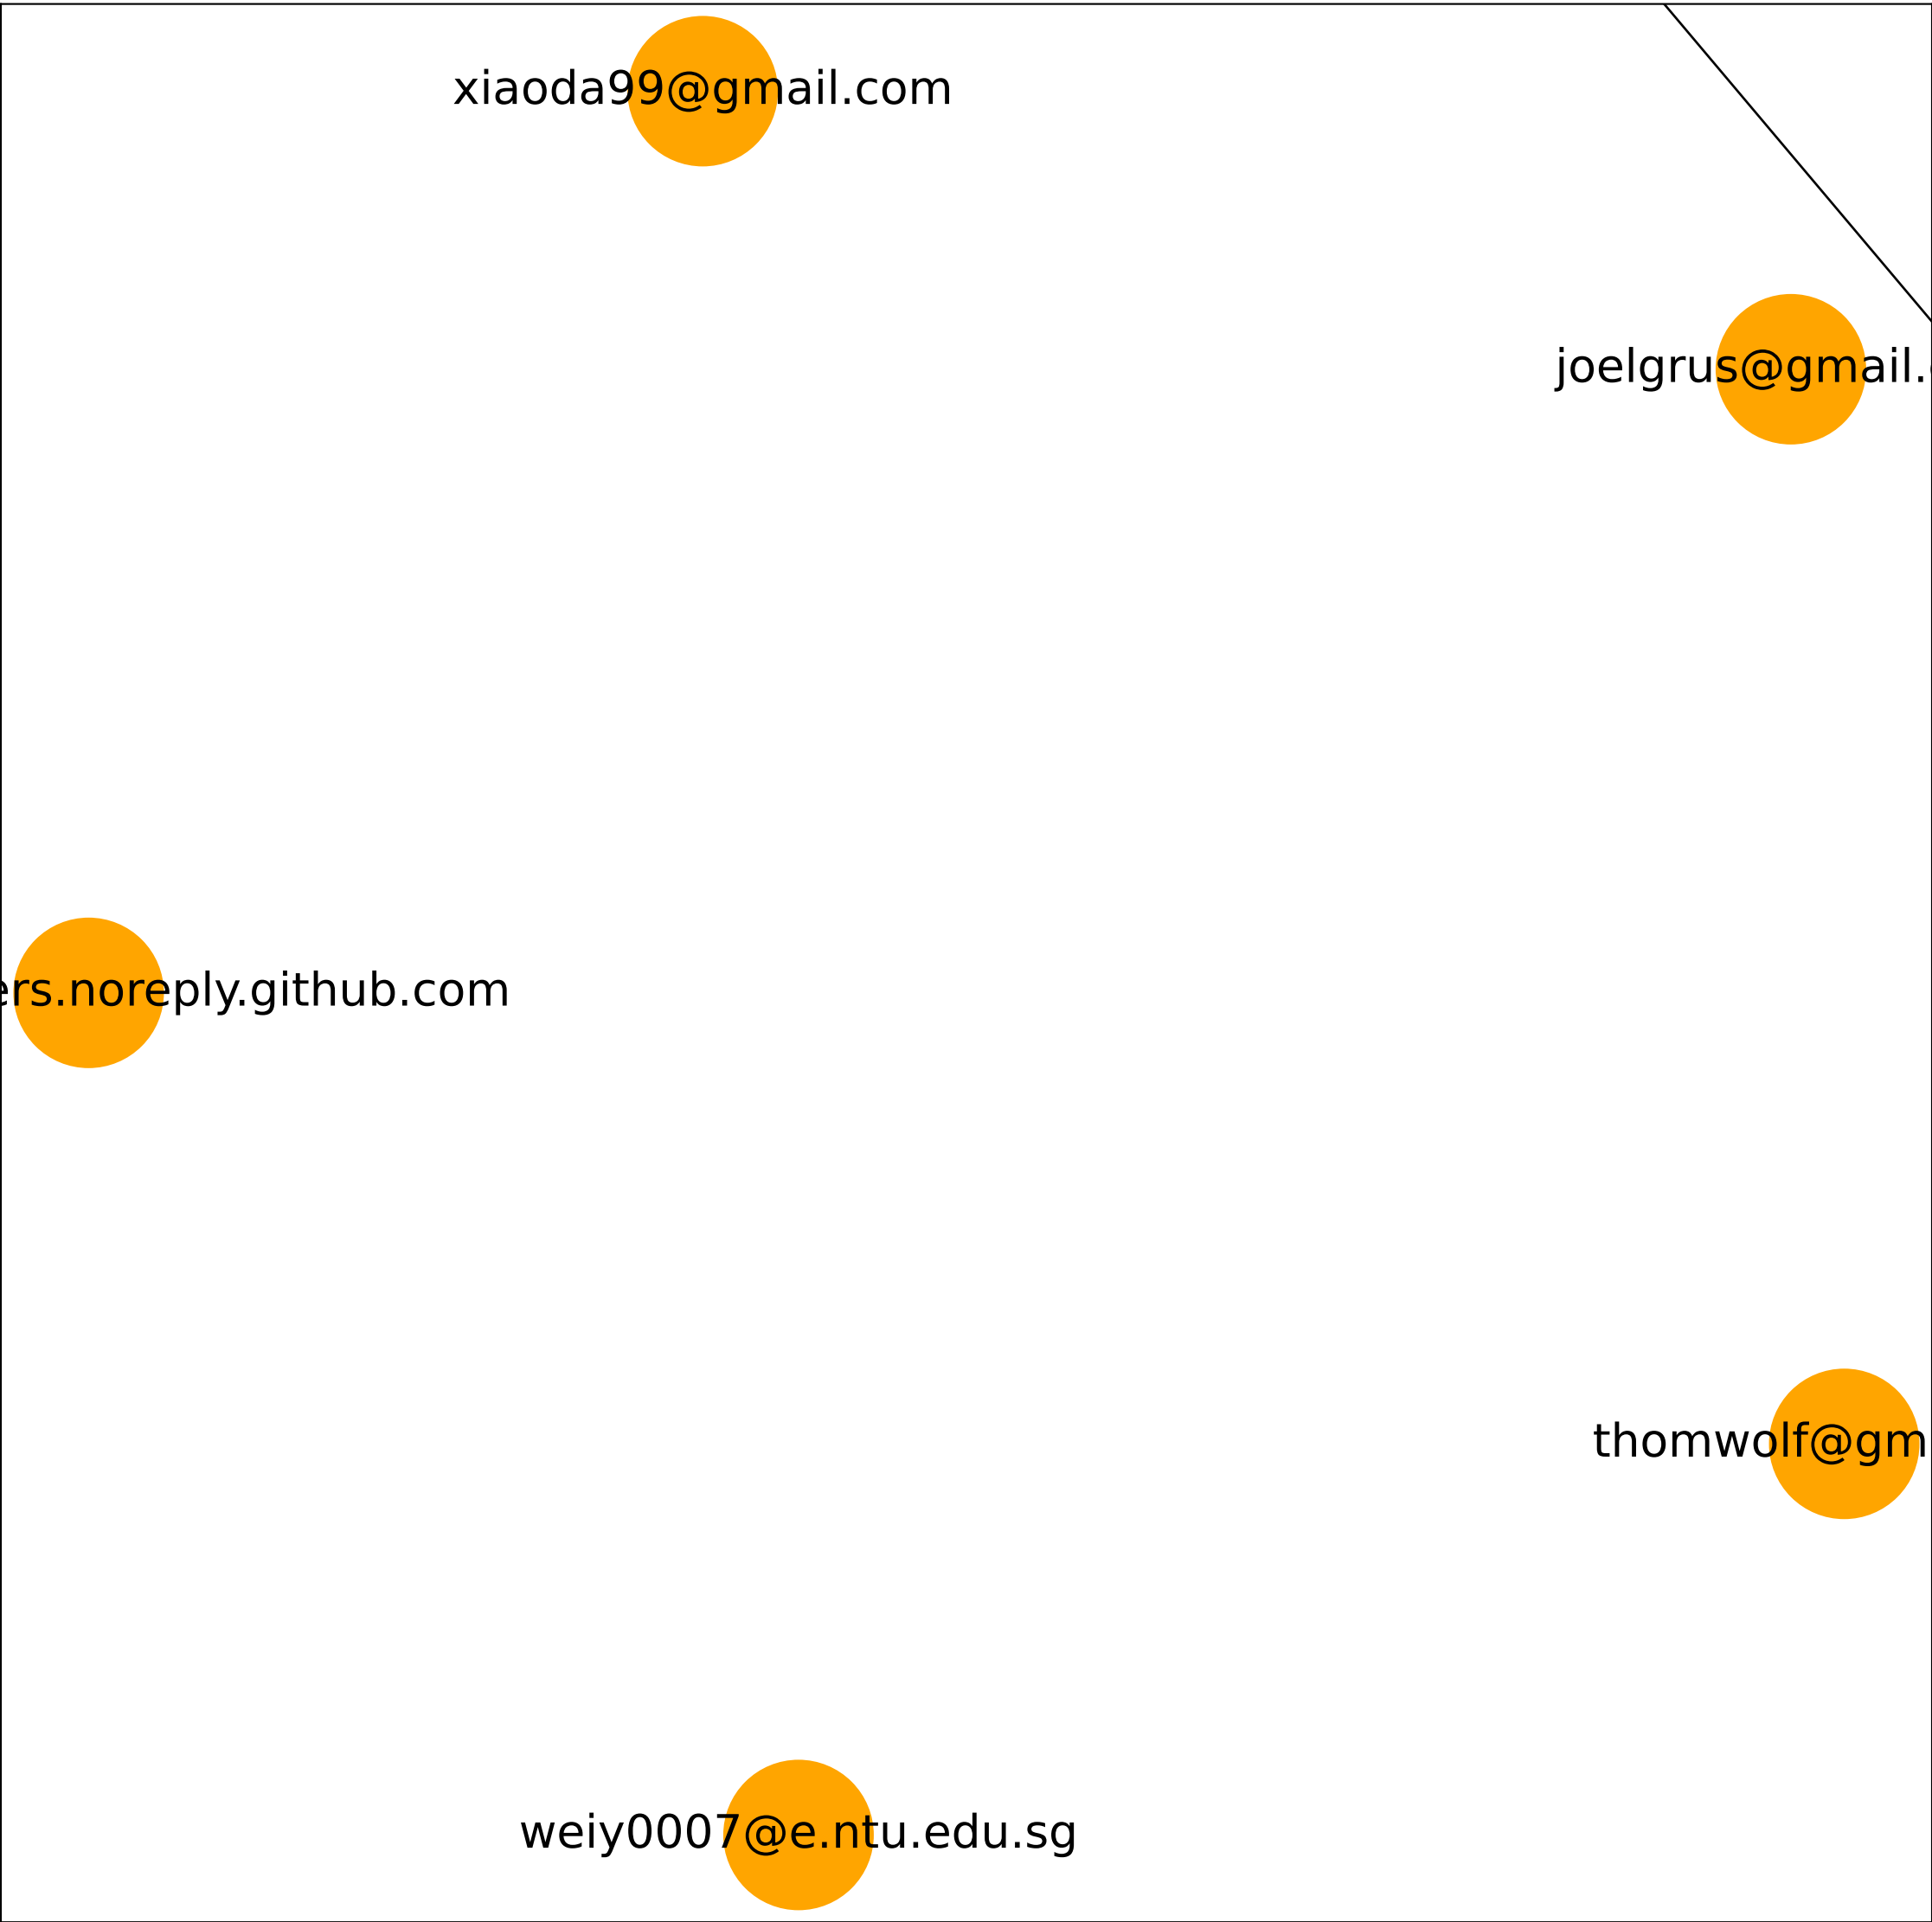 xiaoda99@gmail.com
joelgrus@gmail.
ers.noreply.github.com
thomwolf@gm
weiy0007@e.ntu.edu.sg